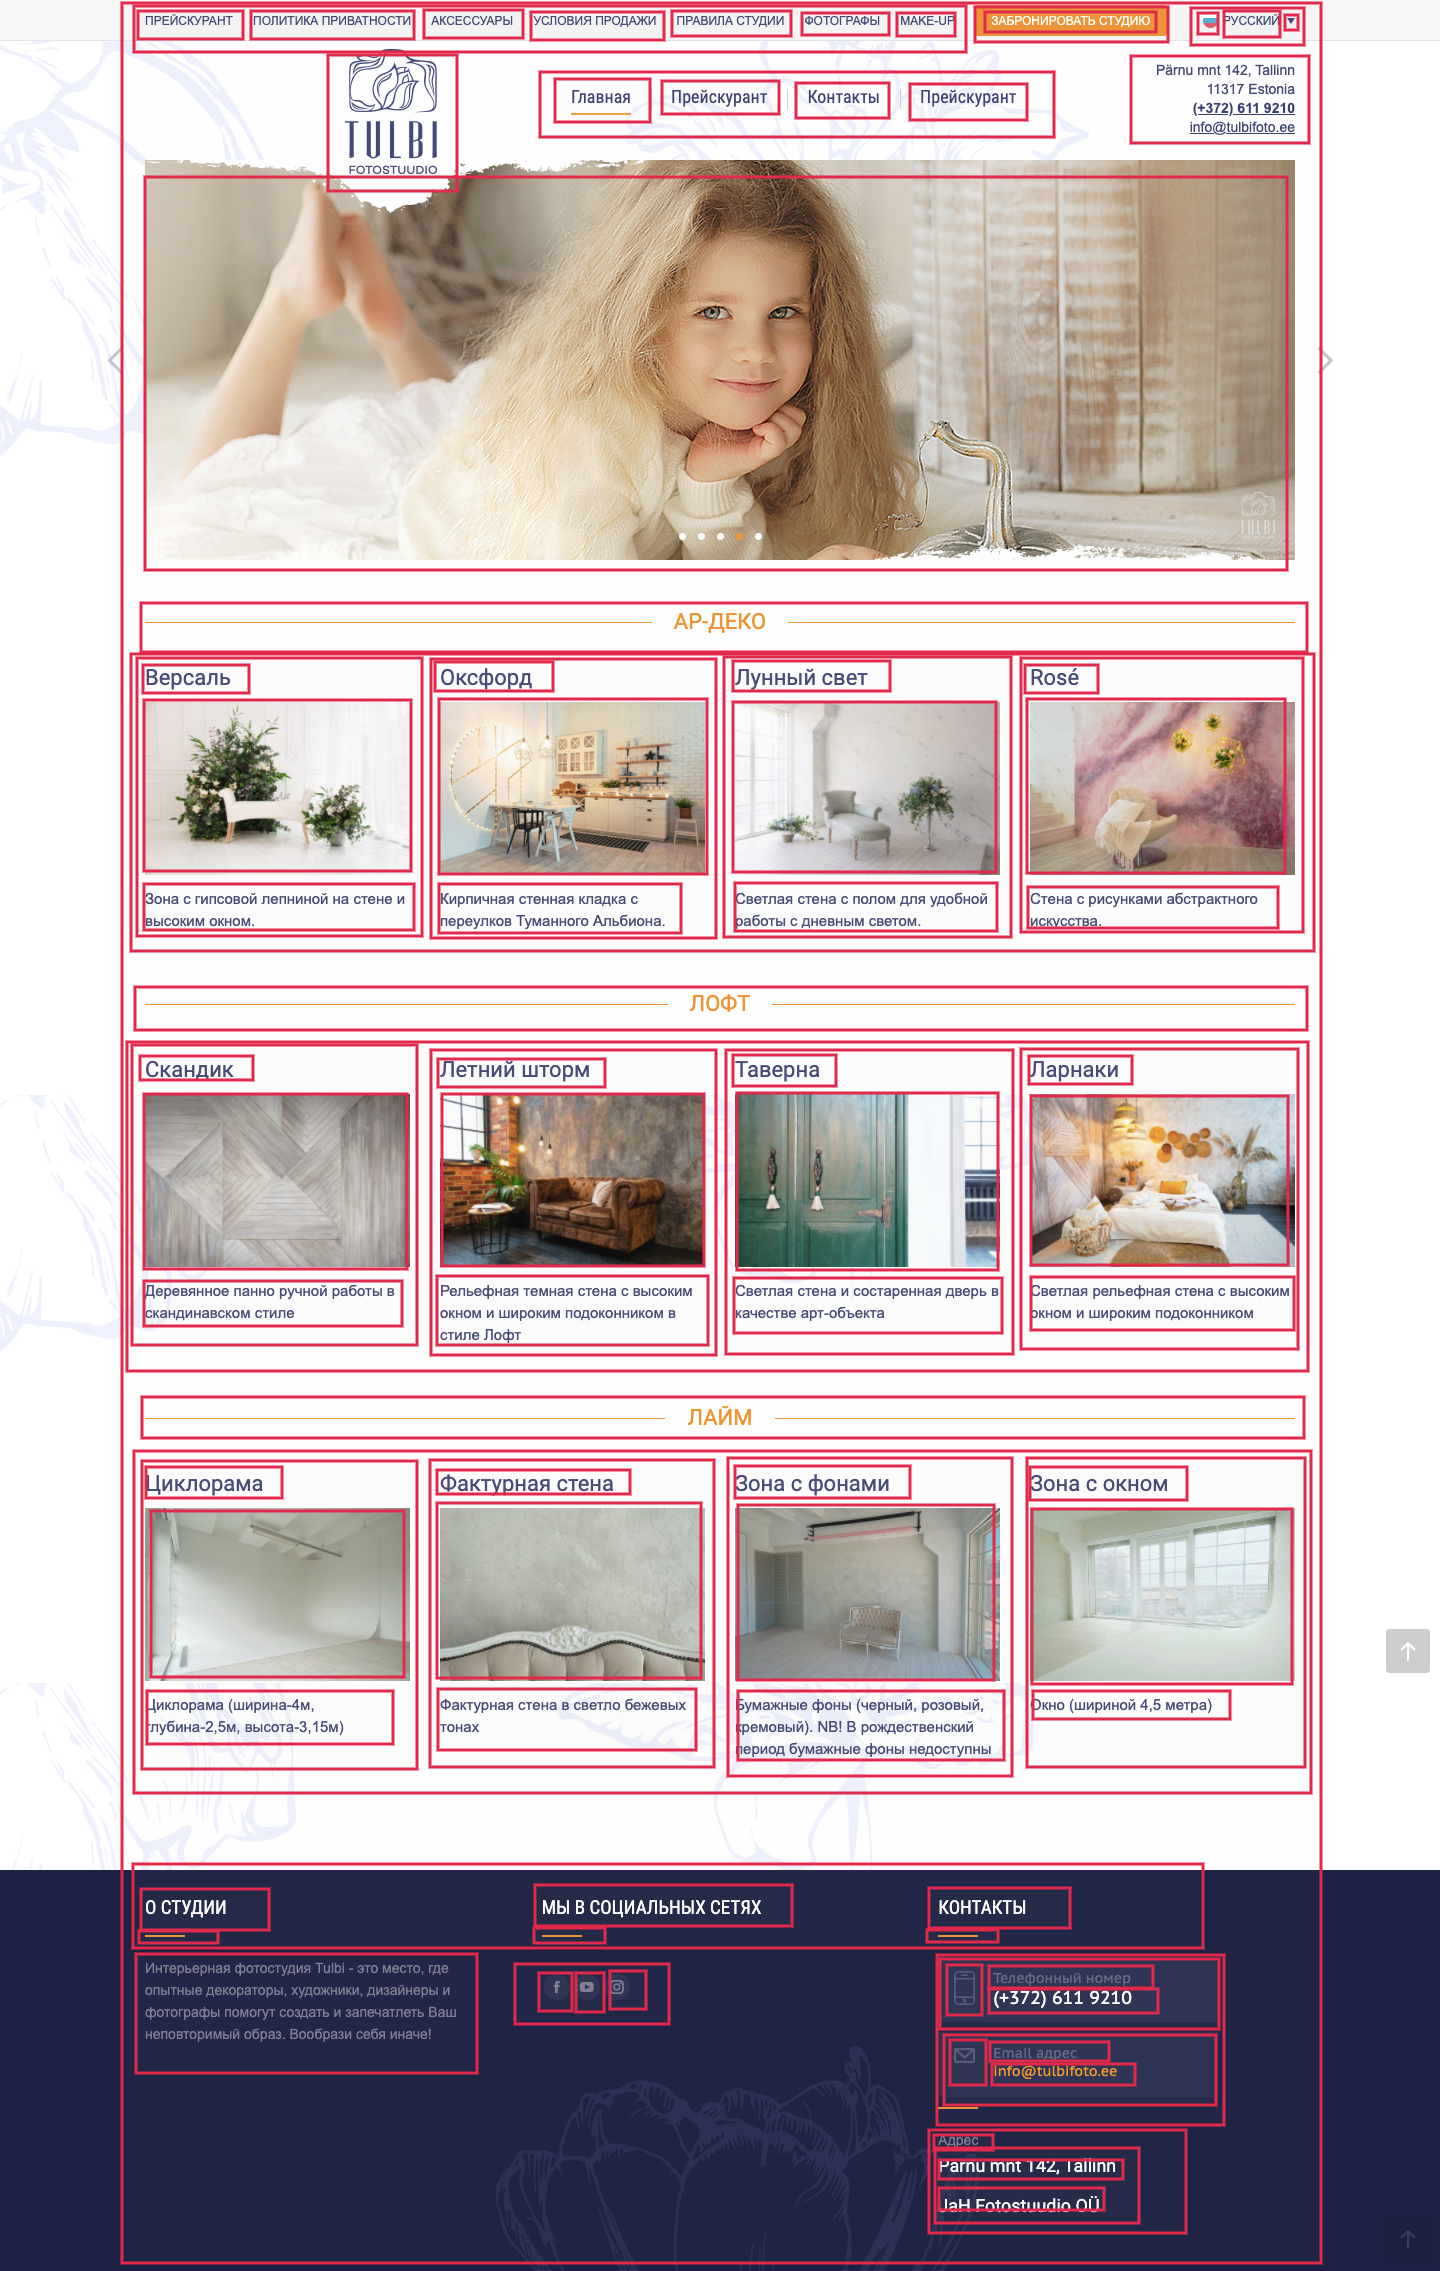 ПРЕЙСКУРАНТ ПОЛИТИКА ПРИВАТНОСТИ АКСЕССУАРЫ УСЛОВИЯ ПРОДАЖИ ПРАВИЛА СТУДИИ ФОТОГРАФЫ MAKE-UP ЗАБРОНИРОВАТЬ СТУДИЮ РУССКИЙ
TULBI
FOTOSTUUDIO
Главная Прейскурант Контакты Прейскурант
Pärnu mnt 142, Tallinn
11317 Estonia
(+372) 611 9210
info@tulbifoto.ee
TULBI
АР-ДЕКО
Версаль Оксфорд Лунный свет Rosé
Зона с гипсовой лепниной на стене и
высоким окном.
Кирпичная стенная кладка с
переулков Туманного Альбиона.
Светлая стена с полом для удобной
работы с дневным светом.
Стена с рисунками абстрактного
искусства.
ЛОФТ
Скандик Летний шторм Таверна Ларнаки
Деревянное панно ручной работы в
скандинавском стиле
Рельефная темная стена с высоким
окном и широким подоконником в
стиле Лофт
Светлая стена и состаренная дверь в
качестве арт-объекта
Светлая рельефная стена с высоким
окном и широким подоконником
ЛАЙМ
Циклорама Фактурная стена Зона с фонами Зона с окном
Циклорама (ширина-4м,
глубина-2,5м, высота-3,15м)
Фактурная стена в светло бежевых
тонах
Бумажные фоны (черный, розовый,
кремовый). NB! В рождественский
период бумажные фоны недоступны
Окно (шириной 4,5 метра)
О СТУДИИ
Интерьерная фотостудия Tulbi - это место, где
опытные декораторы, художники, дизайнеры и
фотографы помогут создать и запечатлеть Ваш
неповторимый образ. Вообрази себя иначе!
МЫ В СОЦИАЛЬНЫХ СЕТЯХ
КОНТАКТЫ
Телефонный номер
(+372) 611 9210
Email адрес
info@tulbifoto.ee
Адрес
Pärnu mnt 142, Tallinn
JaH Fotostuudio OÜ